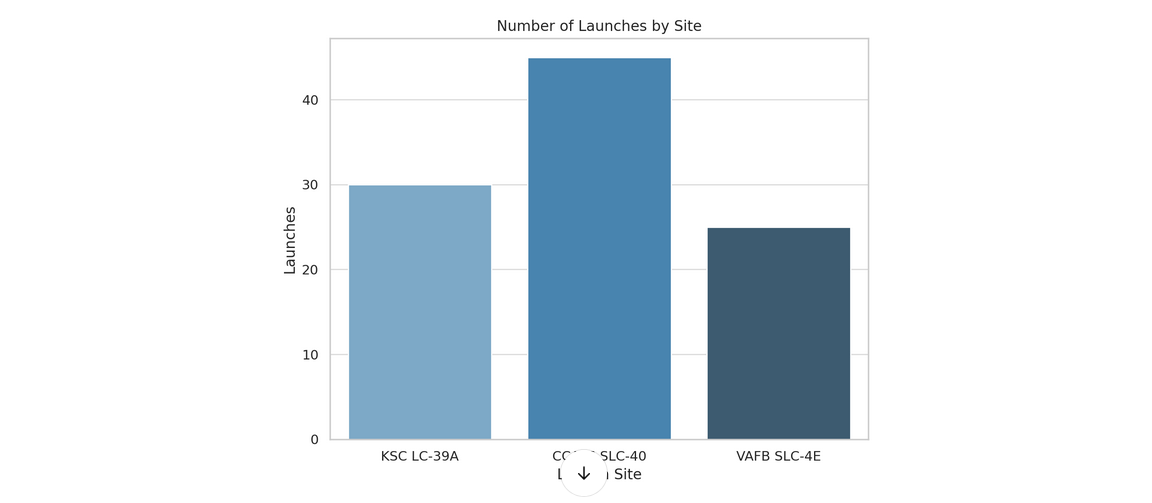 Number of Launches by Site
Launches
40
30
20
10
0
KSC LC-39A SLC-40 VAFB SLC-4E
Site